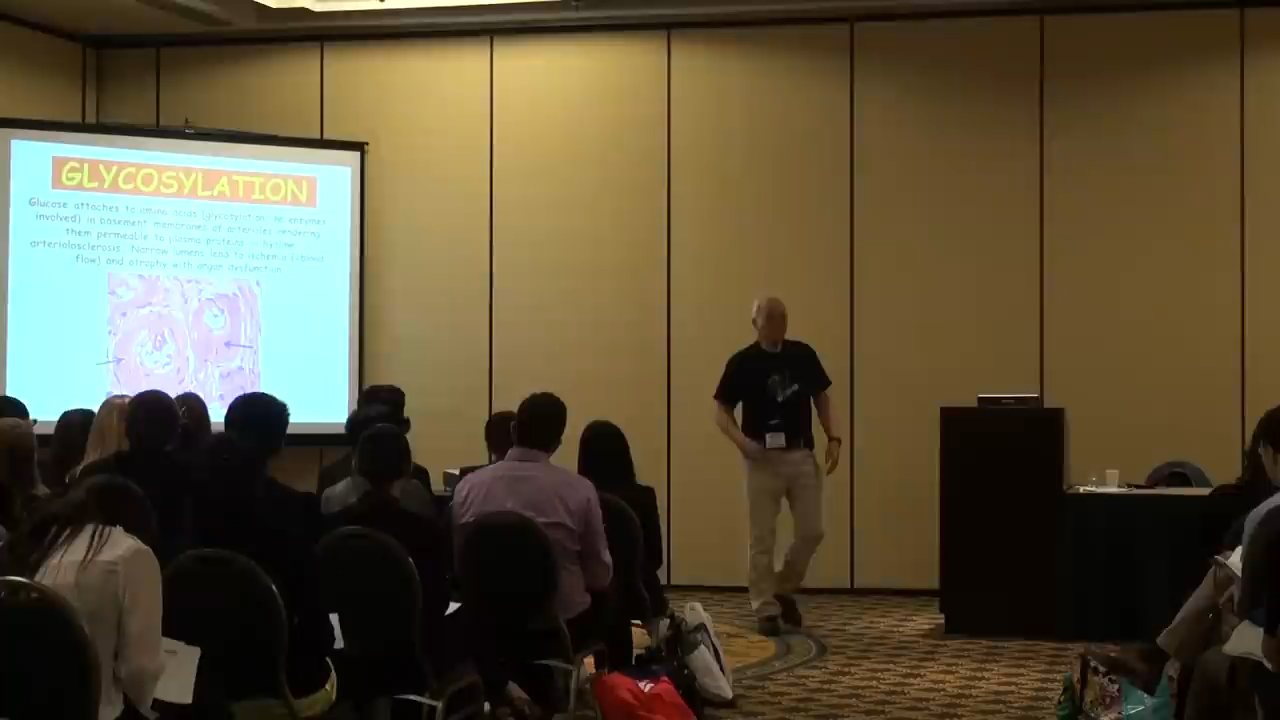 GLYCOSYLATION
Glucose attaches to amino acids (glycosylation; no enzymes
involved) in basement membranes of arterioles rendering
them permeable to plasma proteins → hyaline
arteriolosclerosis. Narrow lumens lead to ischemia (↓blood
flow) and atrophy with organ dysfunction